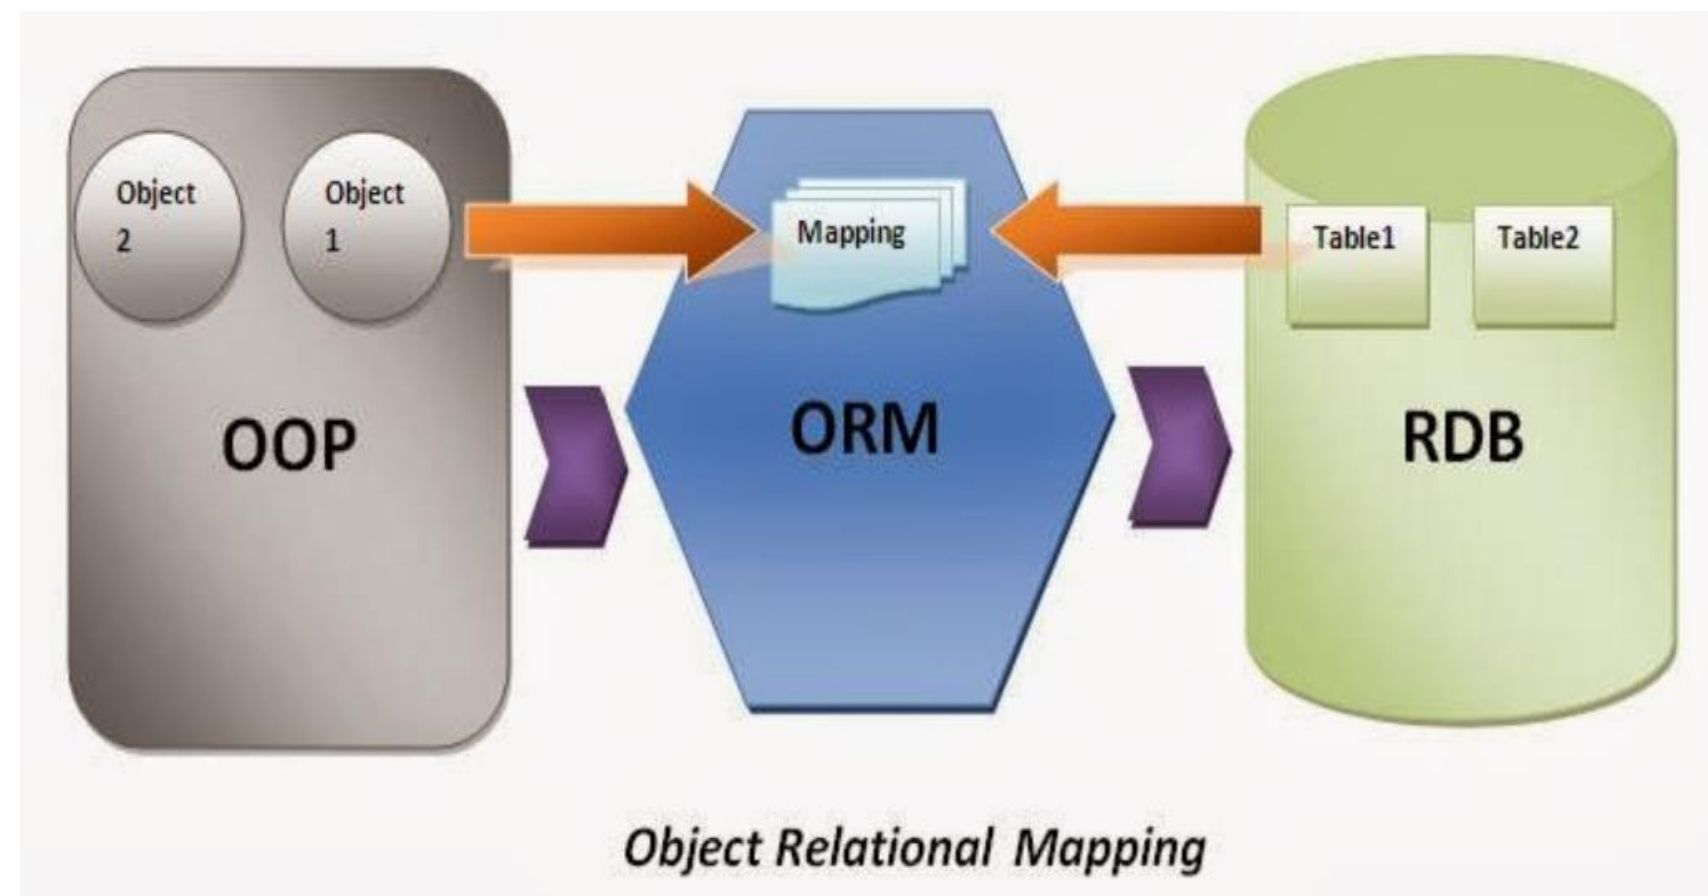 Object
2
Object
1
Mapping
Table1
Table2
OOP
ORM
RDB
Object Relational Mapping